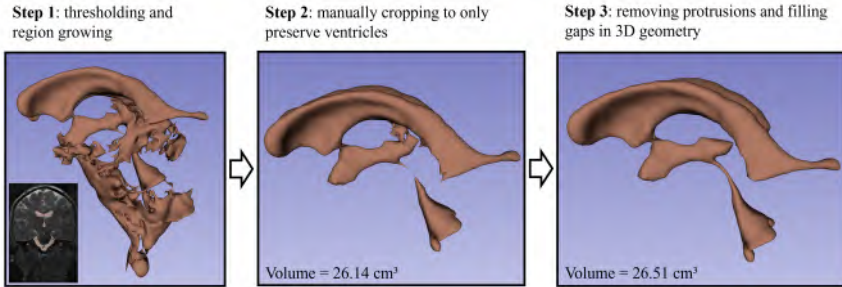 Step 1: thresholding and
region growing
Step 2: manually cropping to only
preserve ventricles
Step 3: removing protrusions and filling
gaps in 3D geometry
Volume = 26.14 cm³
Volume = 26.51 cm³